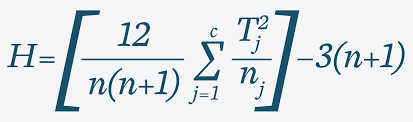 H=[ 12/n(n+1) ∑_{j=1}^{c} T_j^2/n_j ]−3(n+1)